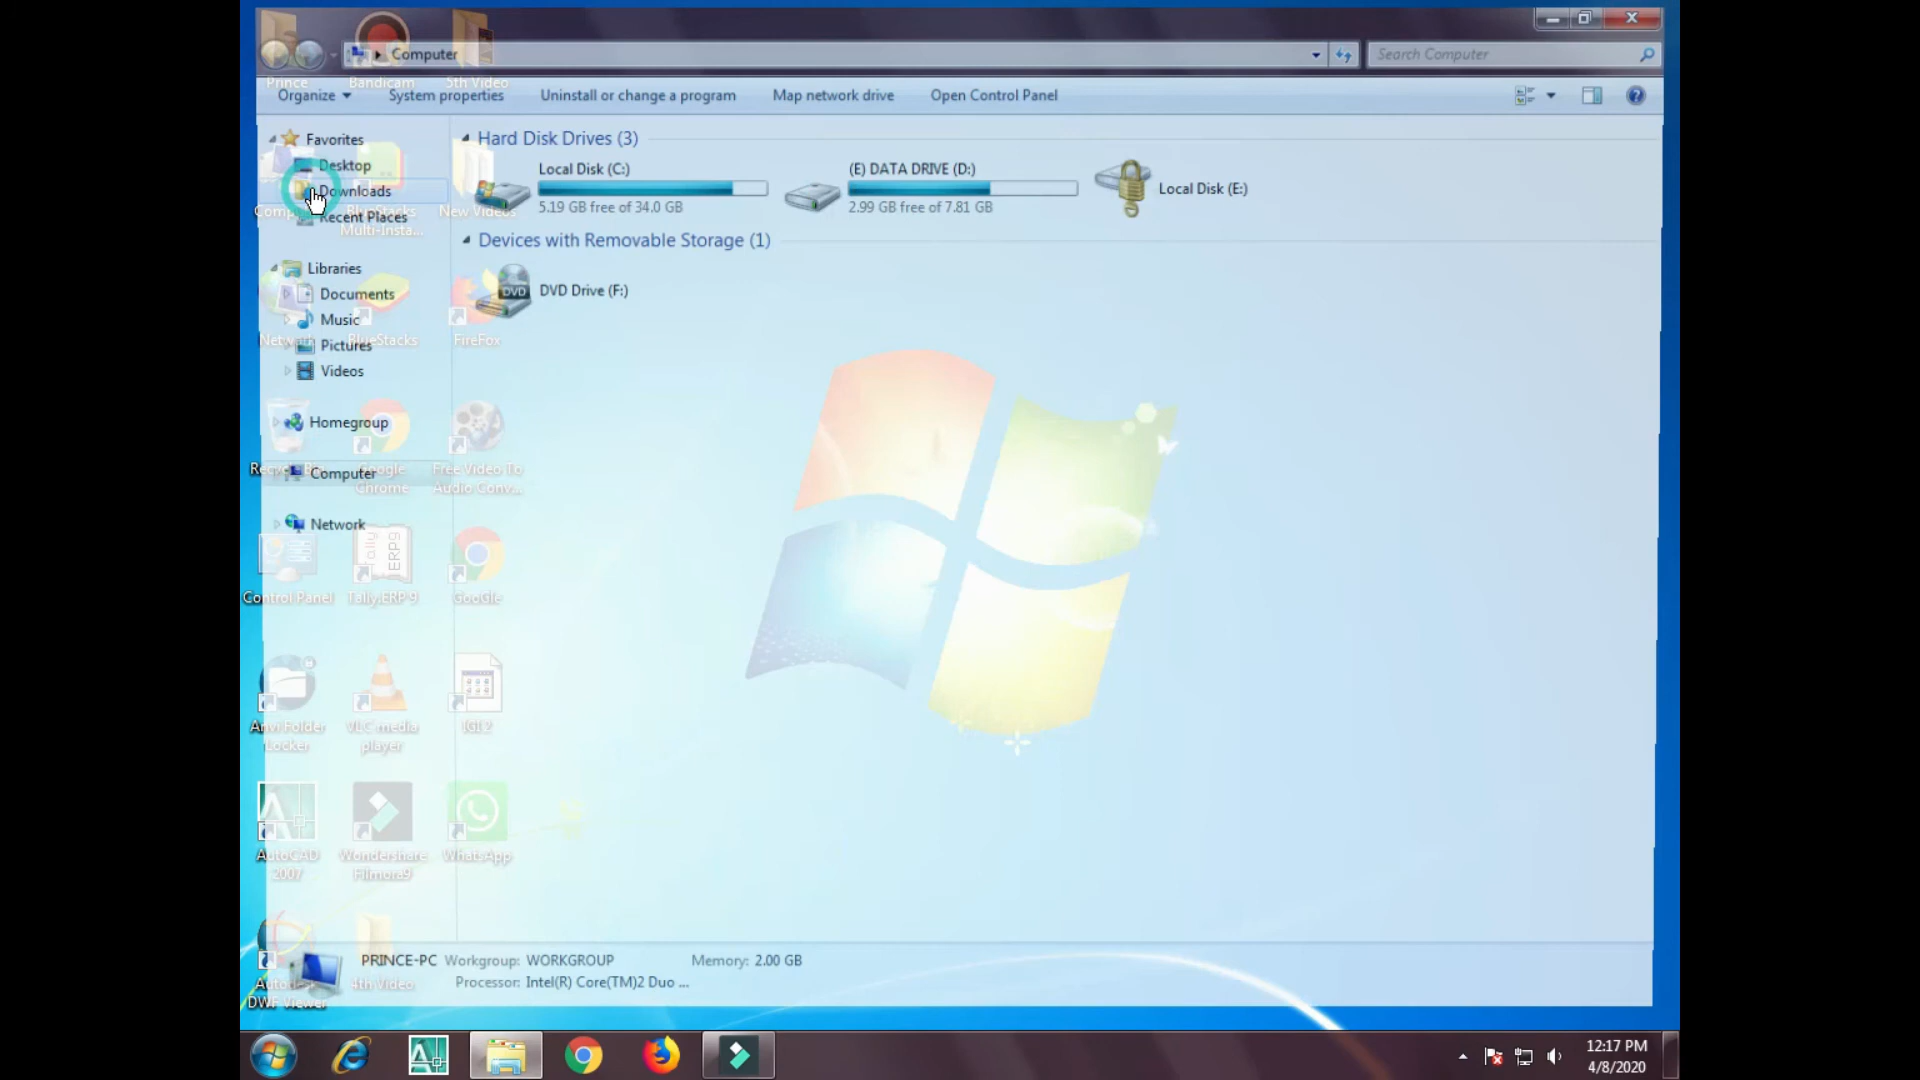 Prince
Bandicam
5th Video
Computer
Search Computer
Organize
System properties
Uninstall or change a program
Map network drive
Open Control Panel
Favorites
Desktop
Downloads
Recent Places
Libraries
Documents
Music
Pictures
Videos
Homegroup
Computer
Network
Hard Disk Drives (3)
Local Disk (C:)
5.19 GB free of 34.0 GB
(E) DATA DRIVE (D:)
2.99 GB free of 7.81 GB
Local Disk (E:)
Devices with Removable Storage (1)
DVD
DVD Drive (F:)
BlueStacks
Multi-Insta...
New Videos
Network
BlueStacks
FireFox
Google
Chrome
Free Video To
Audio Conv...
Control Panel
Tally
ERP9
Tally.ERP 9
GooGle
Anvi Folder
Locker
VLC media
player
IGI 2
AutoCAD
2007
Wondershare
Filmora9
WhatsApp
DWF Viewer
4th Video
PRINCE-PC
Workgroup: WORKGROUP
Memory: 2.00 GB
Processor: Intel(R) Core(TM)2 Duo ...
12:17 PM
4/8/2020